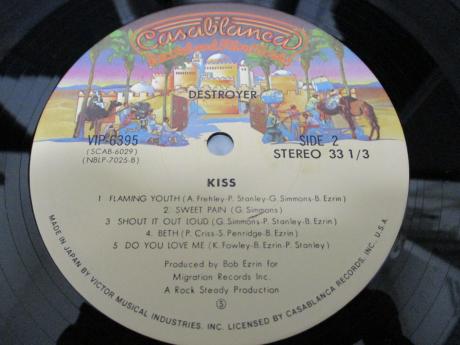 Casablanca
Record and FilmWorks
DESTROYER
VIP-6395
(SCAB-6029)
(NBLP-7025-B)
SIDE 2
STEREO 33 1/3
KISS
1 FLAMING YOUTH (A. Frehley-P. Stanley-G. Simmons-B. Ezrin)
2. SWEET PAIN (G. Simmons)
3 SHOUT IT OUT LOUD (G. Simmons-P. Stanley-B. Ezrin)
4. BETH (P. Criss-S. Penridge-B. Ezrin)
5 DO YOU LOVE ME (K. Fowley-B. Ezrin-P. Stanley)
Produced by Bob Ezrin for
Migration Records Inc.
A Rock Steady Production
S
MADE IN JAPAN BY VICTOR MUSICAL INDUSTRIES, INC. LICENSED BY CASABLANCA RECORDS, INC., U.S.A.